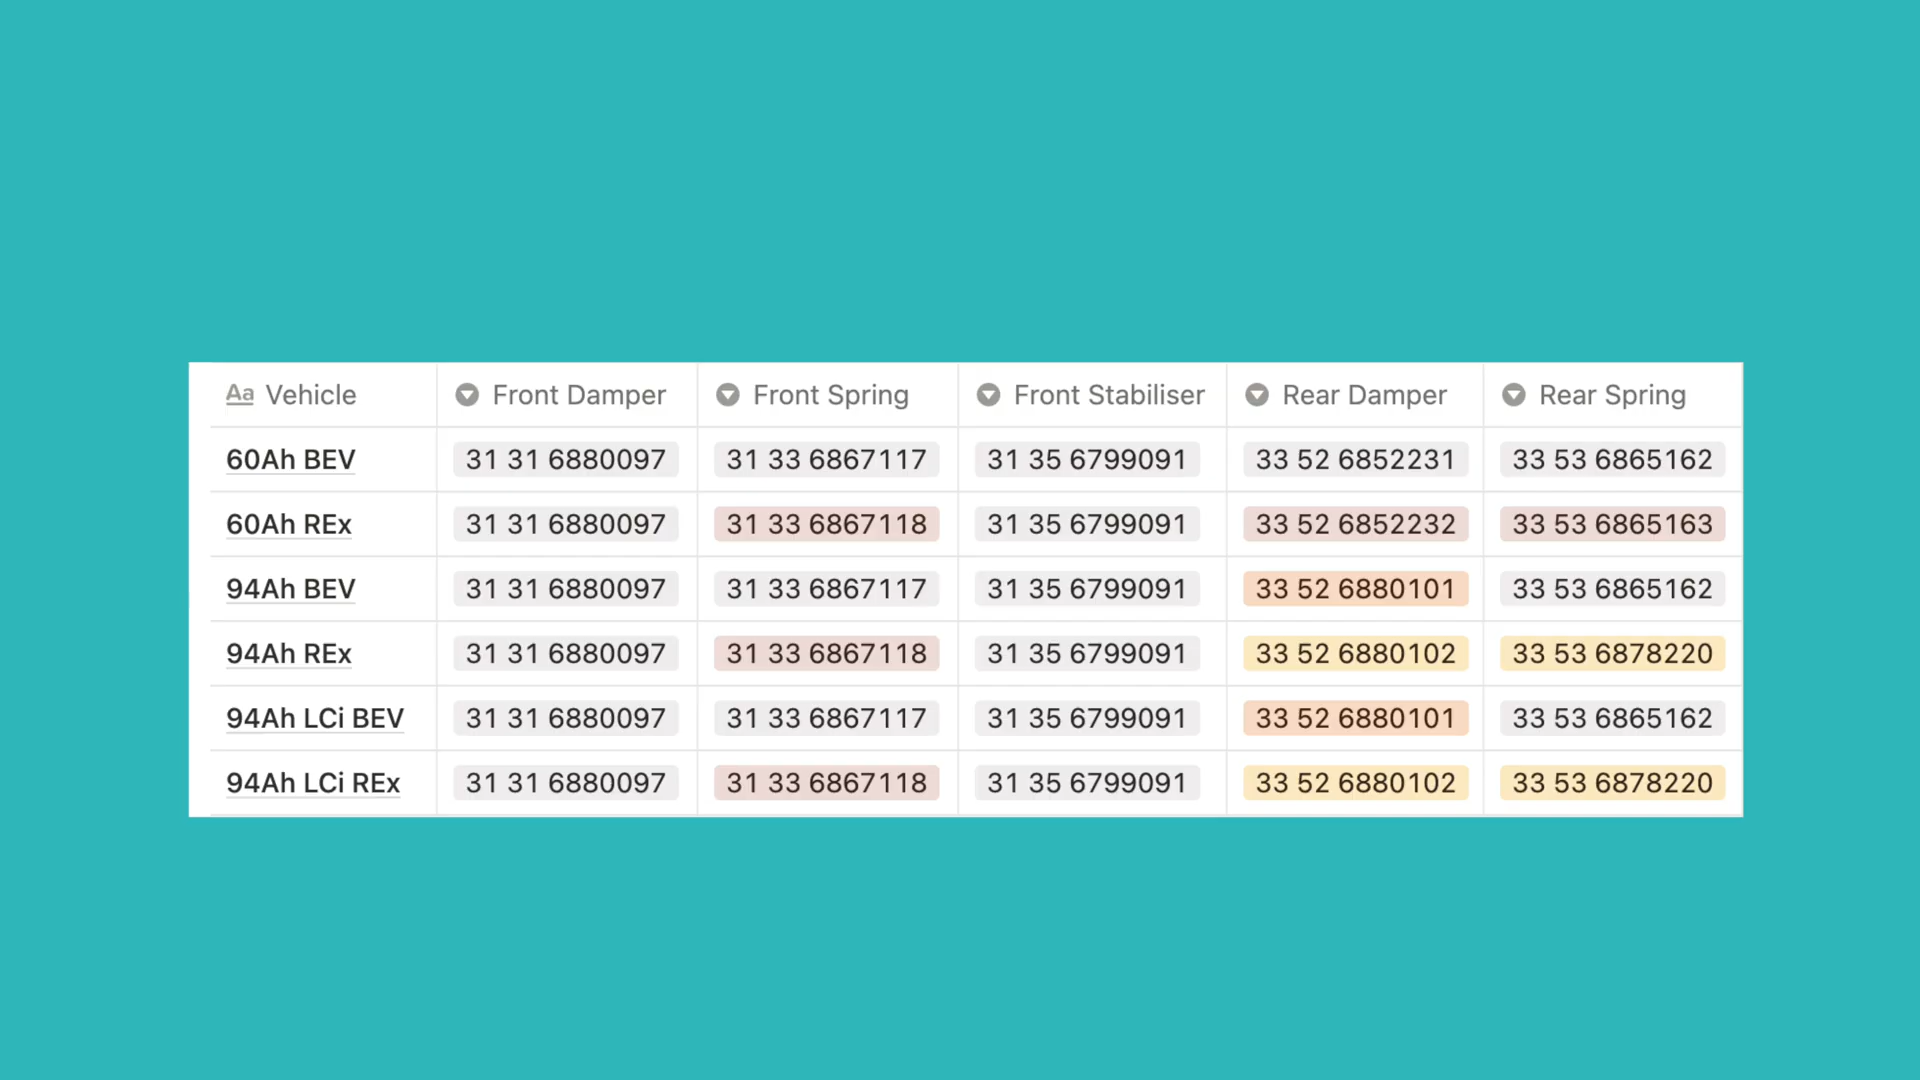 Aa Vehicle Front Damper Front Spring Front Stabiliser Rear Damper Rear Spring
60Ah BEV 31 31 6880097 31 33 6867117 31 35 6799091 33 52 6852231 33 53 6865162
60Ah REx 31 31 6880097 31 33 6867118 31 35 6799091 33 52 6852232 33 53 6865163
94Ah BEV 31 31 6880097 31 33 6867117 31 35 6799091 33 52 6880101 33 53 6865162
94Ah REx 31 31 6880097 31 33 6867118 31 35 6799091 33 52 6880102 33 53 6878220
94Ah LCi BEV 31 31 6880097 31 33 6867117 31 35 6799091 33 52 6880101 33 53 6865162
94Ah LCi REx 31 31 6880097 31 33 6867118 31 35 6799091 33 52 6880102 33 53 6878220